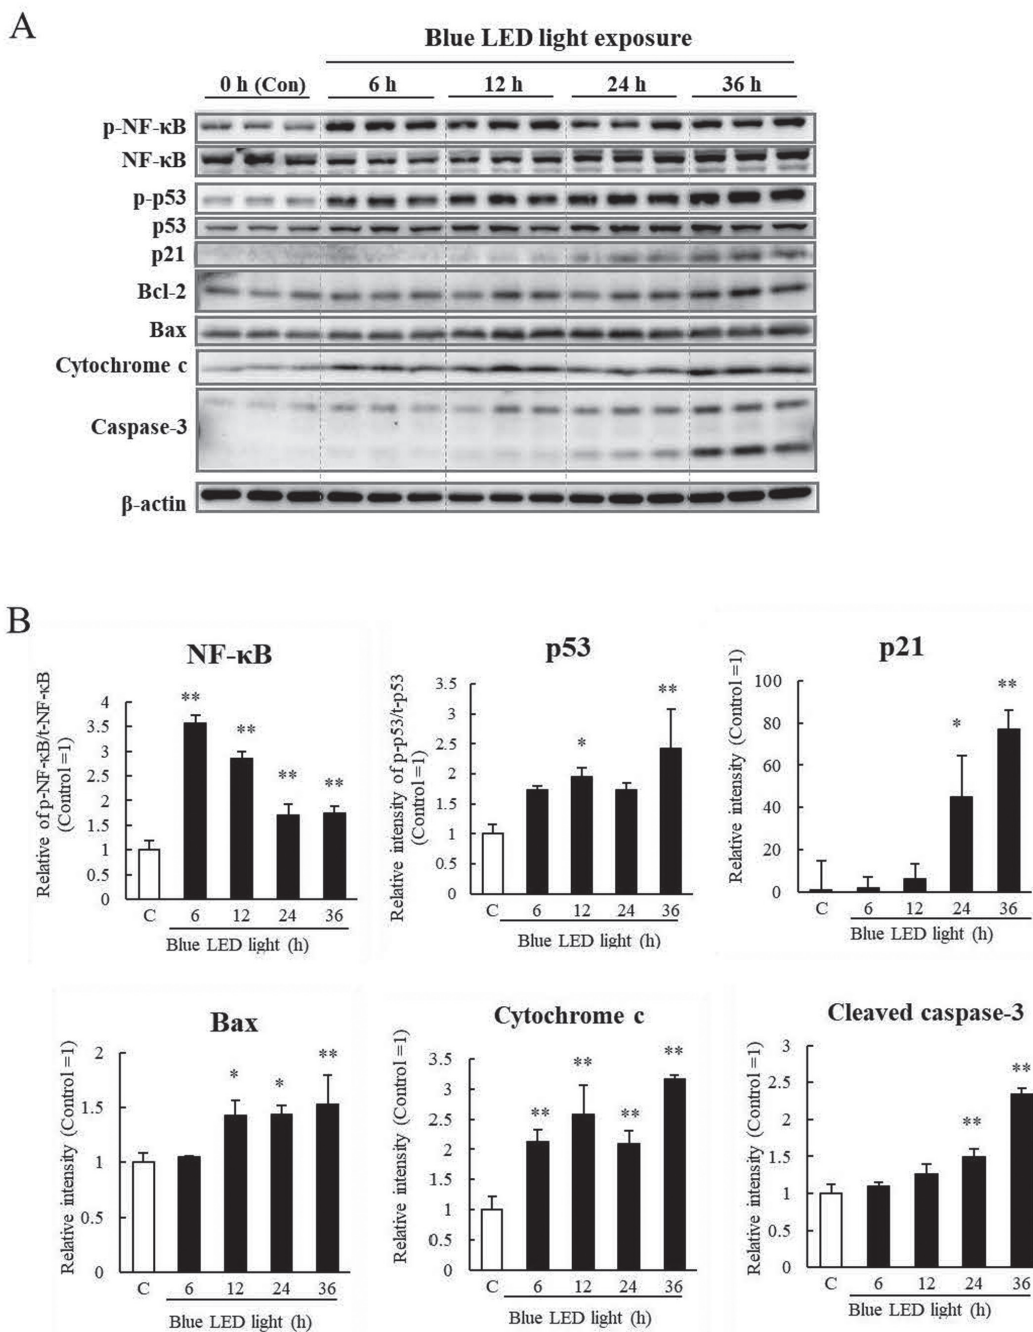 A
Blue LED light exposure
0 h (Con) 6 h 12 h 24 h 36 h
p-NF-κB
NF-κB
p-p53
p53
p21
Bcl-2
Bax
Cytochrome c
Caspase-3
β-actin
B
NF-κB
Relative of p-NF-κB/t-NF-κB
(Control =1)
4
3.5
3
2.5
2
1.5
1
0.5
0
** ** ** **
C 6 12 24 36
Blue LED light (h)
p53
Relative intensity of p-p53/t-p53
(Control =1)
3.5
3
2.5
2
1.5
1
0.5
0
* **
C 6 12 24 36
Blue LED light (h)
p21
Relative intensity (Control =1)
100
80
60
40
20
0
* **
C 6 12 24 36
Blue LED light (h)
Bax
Relative intensity (Control =1)
2
1.5
1
0.5
0
* * **
C 6 12 24 36
Blue LED light (h)
Cytochrome c
Relative intensity (Control =1)
3.5
3
2.5
2
1.5
1
0.5
0
** ** ** **
C 6 12 24 36
Blue LED light (h)
Cleaved caspase-3
Relative intensity (Control =1)
3
2.5
2
1.5
1
0.5
0
** **
C 6 12 24 36
Blue LED light (h)